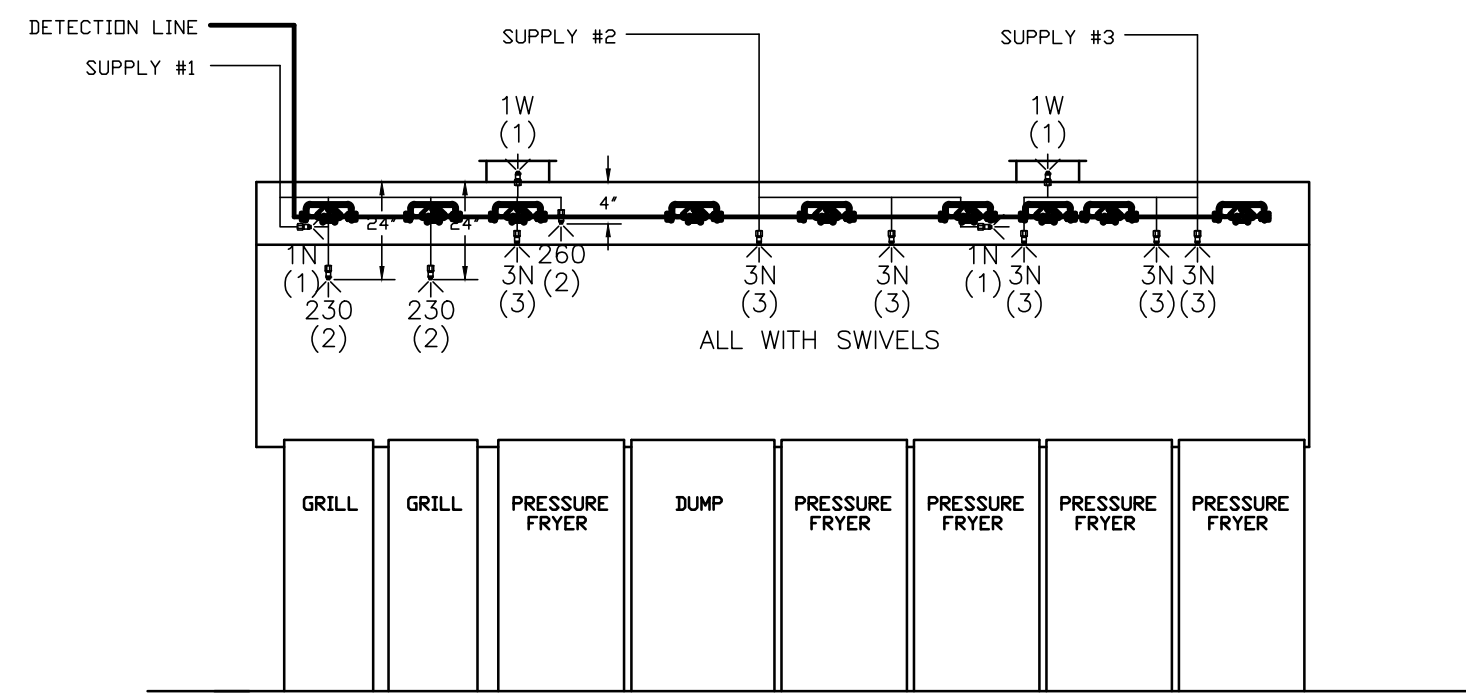 DETECTION LINE
SUPPLY #1
SUPPLY #2
SUPPLY #3
1W
(1)
1W
(1)
24"
24"
4"
1N
(1)
230
(2)
230
(2)
3N
(3)
260
(2)
3N
(3)
3N
(3)
1N
(1)
3N
(3)
3N
(3)
3N
(3)
ALL WITH SWIVELS
GRILL
GRILL
PRESSURE
FRYER
DUMP
PRESSURE
FRYER
PRESSURE
FRYER
PRESSURE
FRYER
PRESSURE
FRYER